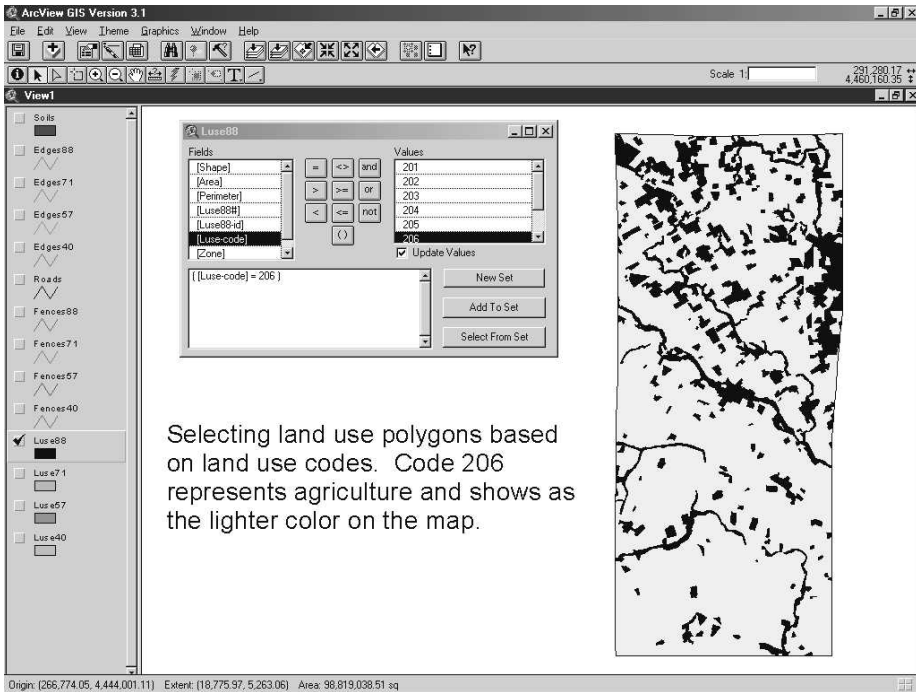 ArcView GIS Version 3.1
File Edit View Theme Graphics Window Help
Scale 1:
291,280.17
4,460,160.35
View1
Soils
Edges88
Edges71
Edges57
Edges40
Roads
Fences88
Fences71
Fences57
Fences40
Luse88
Luse71
Luse57
Luse40
Luse88
Fields
[Shape]
[Area]
[Perimeter]
[Luse88#]
[Luse88-id]
[Luse-code]
[Zone]
= <> and
> >= or
< <= not
( )
Values
201
202
203
204
205
206
Update Values
( [Luse-code] = 206 )
New Set
Add To Set
Select From Set
Selecting land use polygons based
on land use codes. Code 206
represents agriculture and shows as
the lighter color on the map.
Origin: (266,774.05, 4,444,001.11) Extent: (18,775.97, 5,263.06) Area: 98,819,038.51 sq